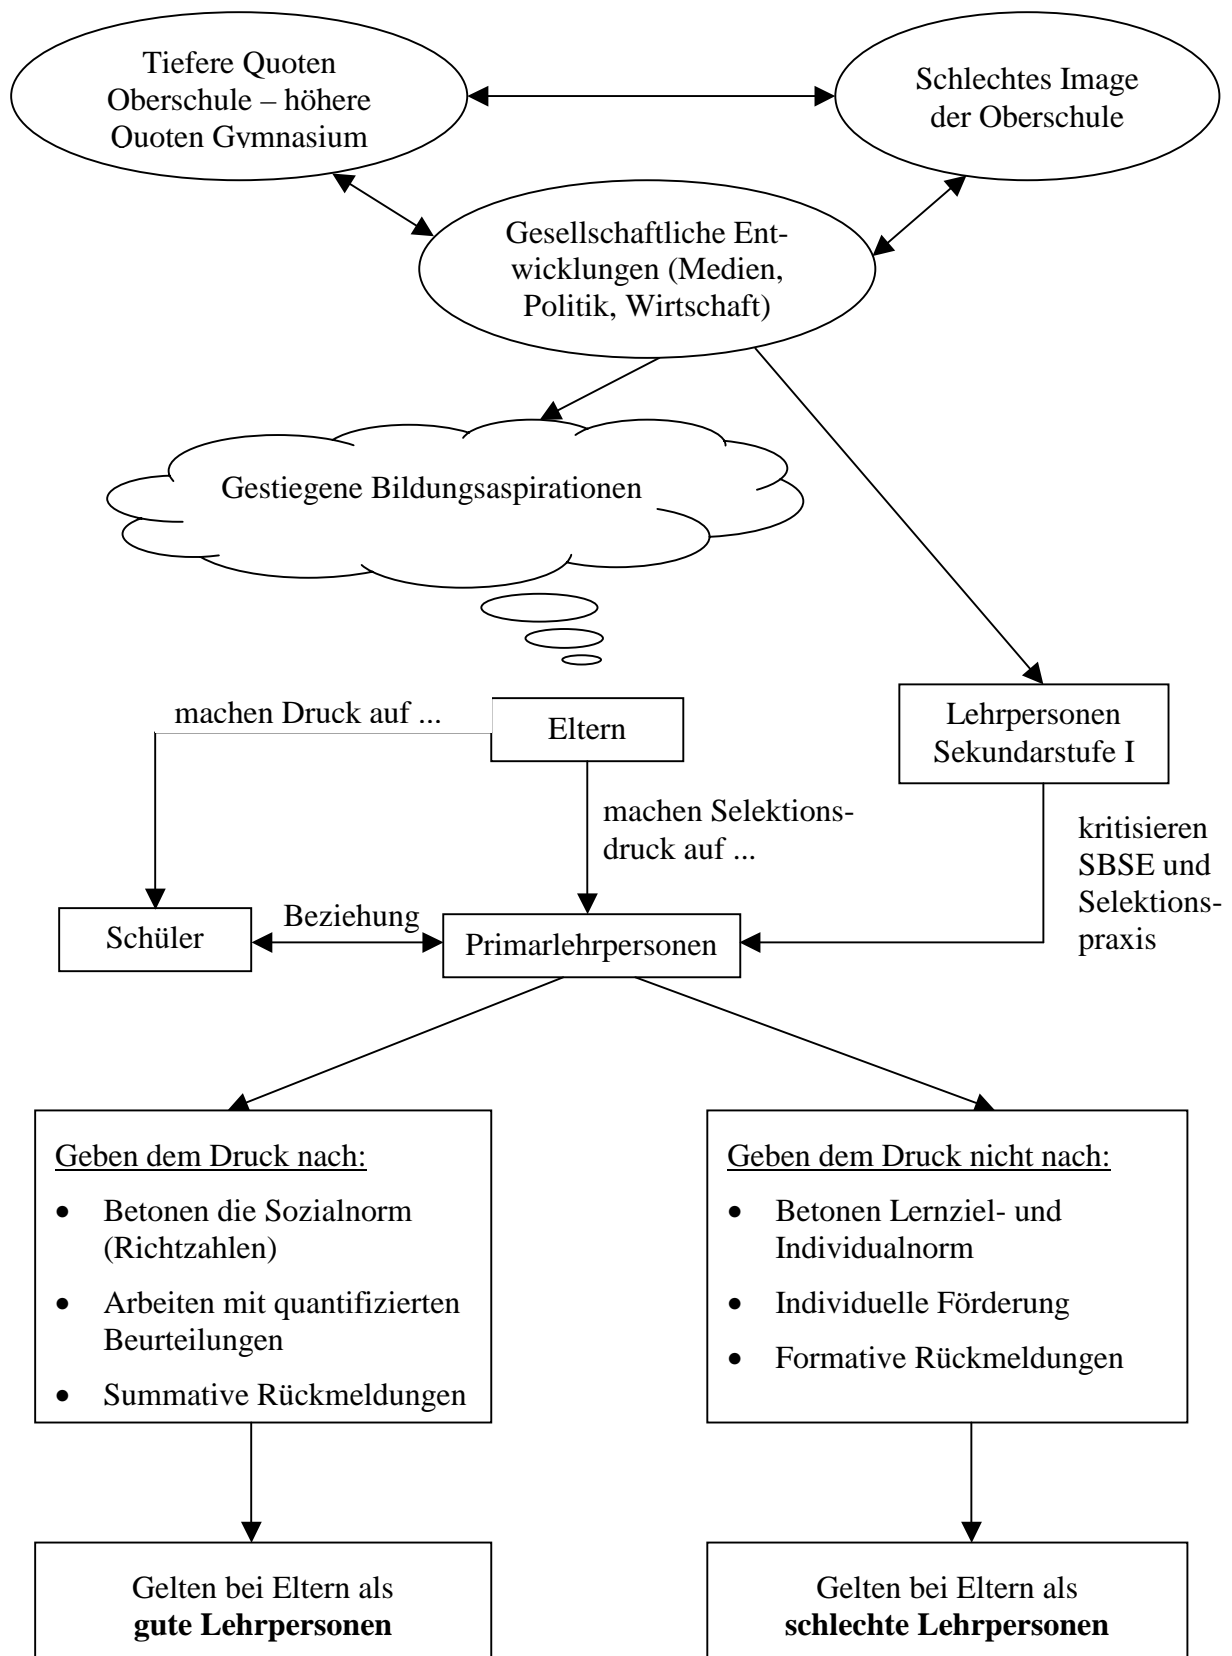 Tiefere Quoten
Oberschule – höhere
Quoten Gymnasium
Schlechtes Image
der Oberschule
Gesellschaftliche Ent-
wicklungen (Medien,
Politik, Wirtschaft)
Gestiegene Bildungsaspirationen
machen Druck auf ...
Eltern
Lehrpersonen
Sekundarstufe I
machen Selektions-
druck auf ...
kritisieren
SBSE und
Selektions-
praxis
Schüler
Beziehung
Primarlehrpersonen
Geben dem Druck nach:
• Betonen die Sozialnorm
(Richtzahlen)
• Arbeiten mit quantifizierten
Beurteilungen
• Summative Rückmeldungen
Geben dem Druck nicht nach:
• Betonen Lernziel- und
Individualnorm
• Individuelle Förderung
• Formative Rückmeldungen
Gelten bei Eltern als
gute Lehrpersonen
Gelten bei Eltern als
schlechte Lehrpersonen